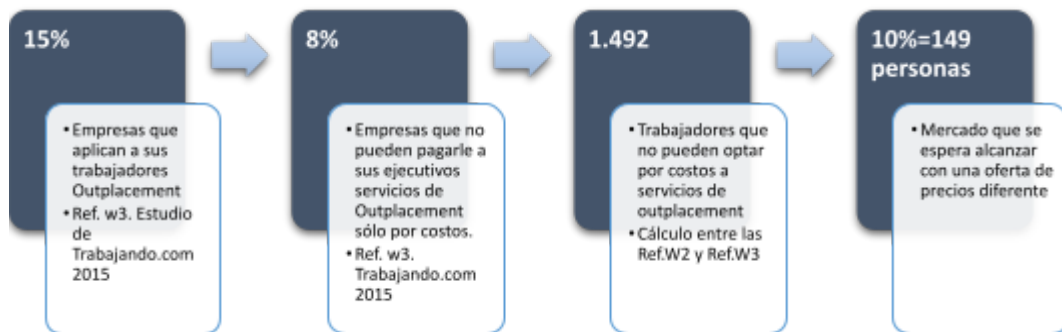 15%
• Empresas que
aplican a sus
trabajadores
Outplacement
• Ref. w3. Estudio
de
Trabajando.com
2015
8%
• Empresas que no
pueden pagarle a
sus ejecutivos
servicios de
Outplacement
sólo por costos.
• Ref. w3.
Trabajando.com
2015
1.492
• Trabajadores que
no pueden optar
por costos a
servicios de
outplacement
• Cálculo entre las
Ref.W2 y Ref.W3
10%=149
personas
• Mercado que se
espera alcanzar
con una oferta de
precios diferente